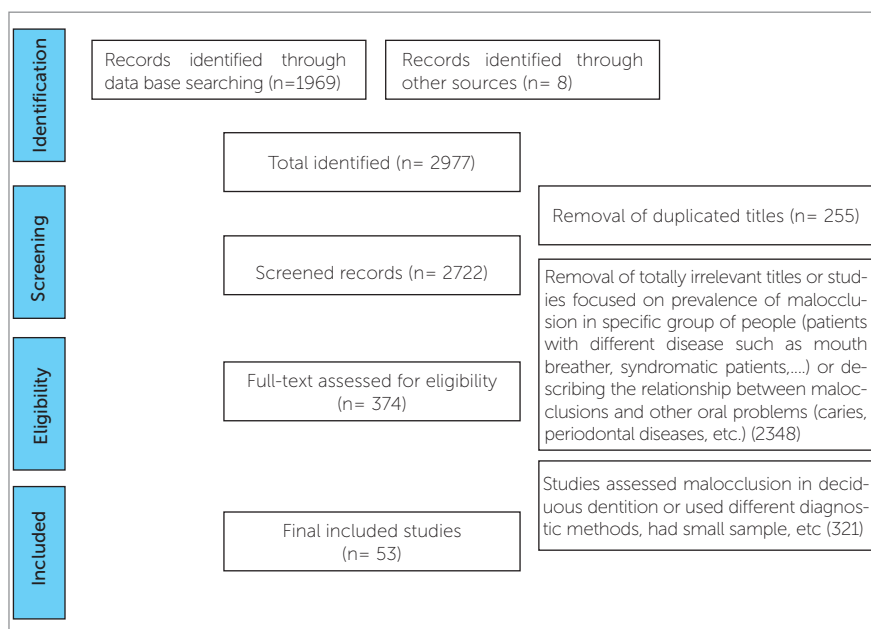 Identification
Records identified through
data base searching (n=1969)
Records identified through
other sources (n= 8)
Total identified (n= 2977)
Screening
Removal of duplicated titles (n= 255)
Screened records (n= 2722)
Removal of totally irrelevant titles or stud-
ies focused on prevalence of malocclu-
sion in specific group of people (patients
with different disease such as mouth
breather, syndromatic patients,....) or de-
scribing the relationship between maloc-
clusions and other oral problems (caries,
periodontal diseases, etc.) (2348)
Eligibility
Full-text assessed for eligibility
(n= 374)
Studies assessed malocclusion in decid-
uous dentition or used different diagnos-
tic methods, had small sample, etc (321)
Included
Final included studies
(n= 53)